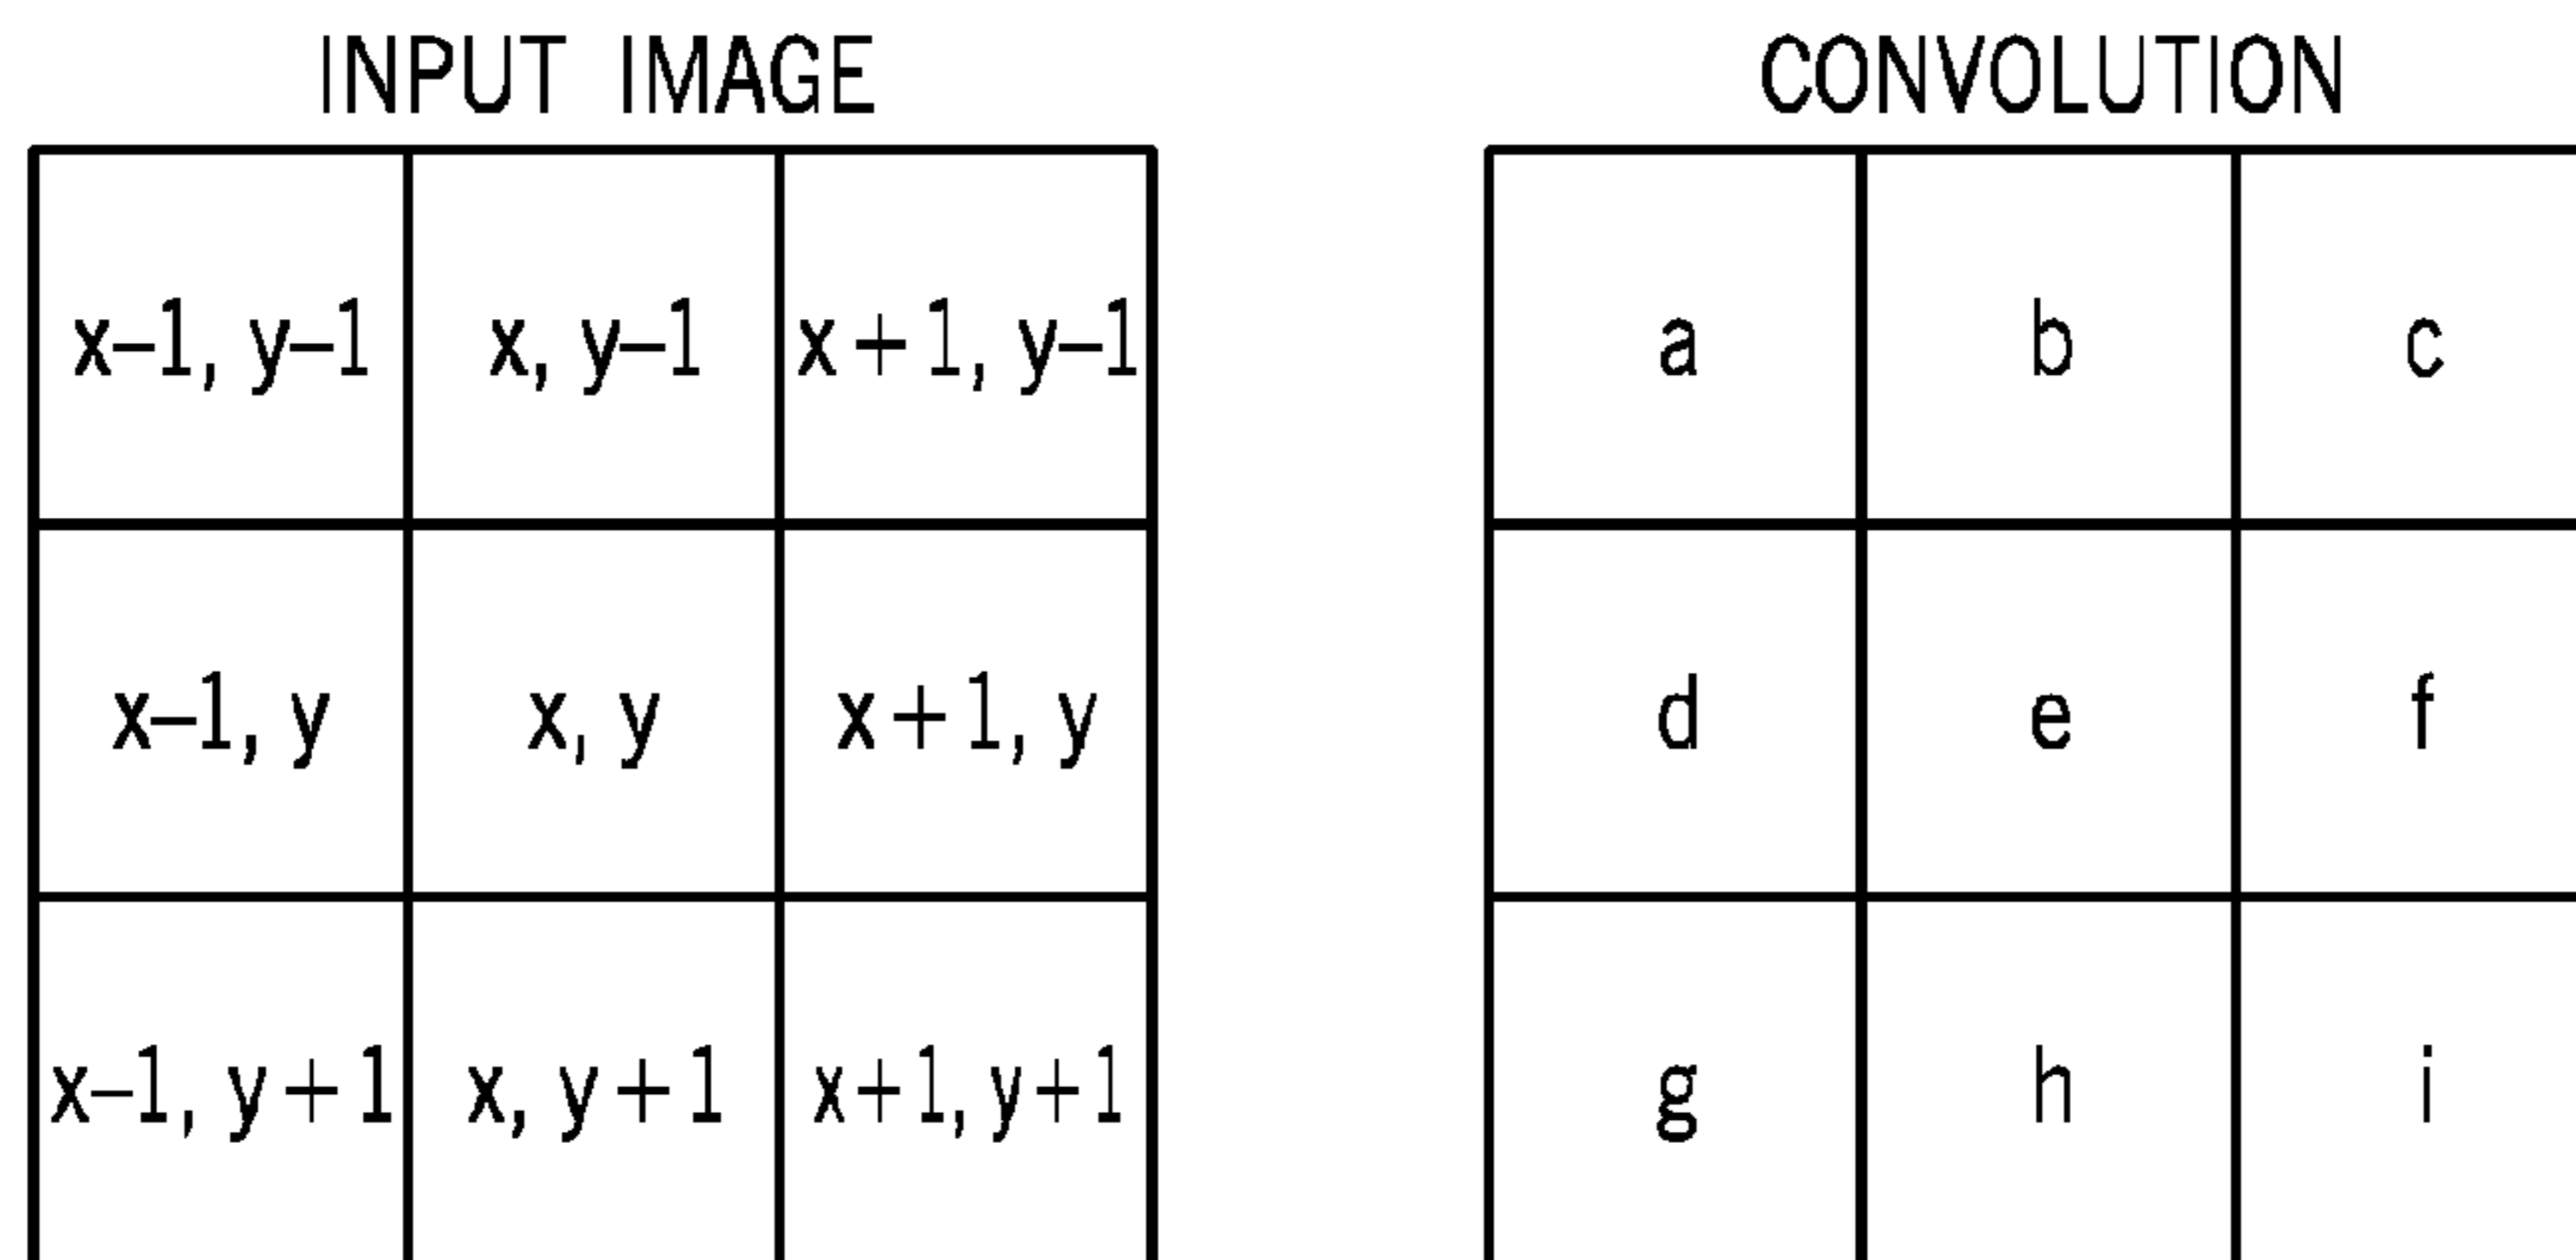 INPUT IMAGE CONVOLUTION
x–1, y–1 x, y–1 x+1, y–1 a b c
x–1, y x, y x+1, y d e f
x–1, y+1 x, y+1 x+1, y+1 g h i